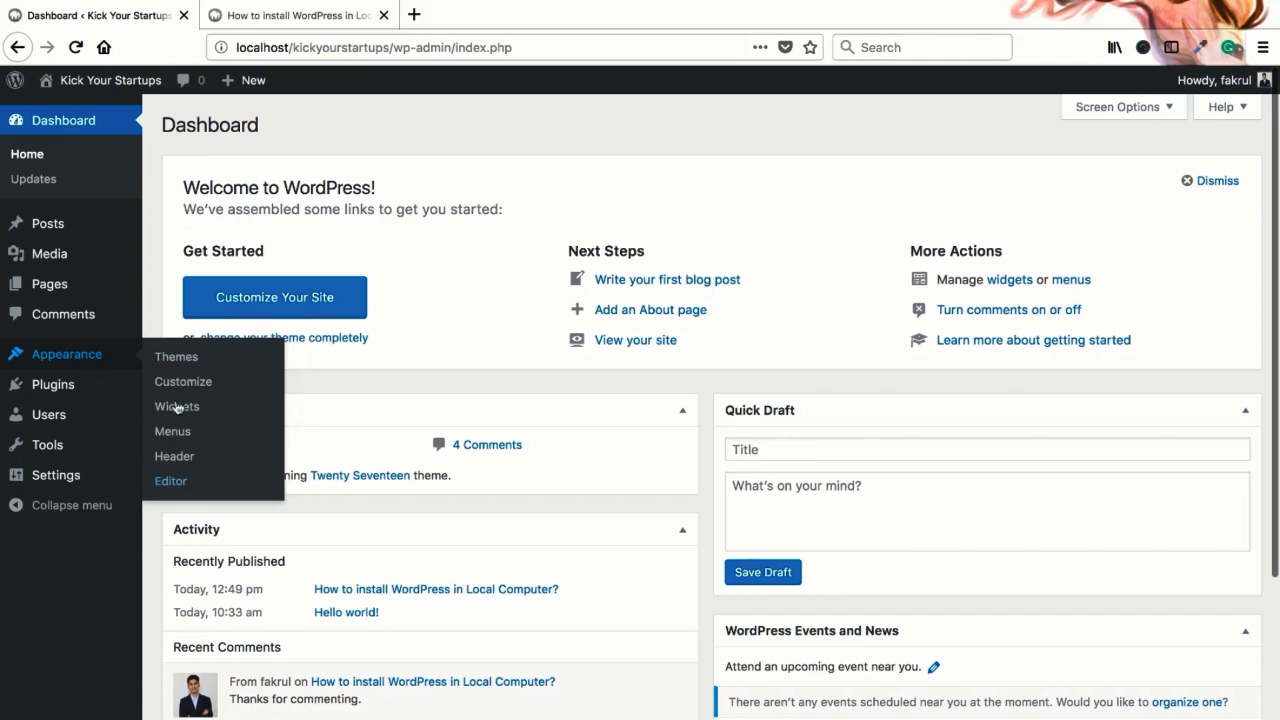 Dashboard ‹ Kick Your Startups
How to install WordPress in Loc
localhost/kickyourstartups/wp-admin/index.php
Search
Kick Your Startups
0
New
Howdy, fakrul
Dashboard
Home
Updates
Posts
Media
Pages
Comments
Appearance
Plugins
Users
Tools
Settings
Collapse menu
Themes
Customize
Widgets
Menus
Header
Editor
Dashboard
Screen Options
Help
Welcome to WordPress!
We've assembled some links to get you started:
Dismiss
Get Started
Customize Your Site
or change your theme completely
Next Steps
Write your first blog post
Add an About page
View your site
More Actions
Manage widgets or menus
Turn comments on or off
Learn more about getting started
4 Comments
Twenty Seventeen theme.
Activity
Recently Published
Today, 12:49 pm
How to install WordPress in Local Computer?
Today, 10:33 am
Hello world!
Recent Comments
From fakrul on How to install WordPress in Local Computer?
Thanks for commenting.
Quick Draft
Title
What's on your mind?
Save Draft
WordPress Events and News
Attend an upcoming event near you.
There aren't any events scheduled near you at the moment. Would you like to organize one?